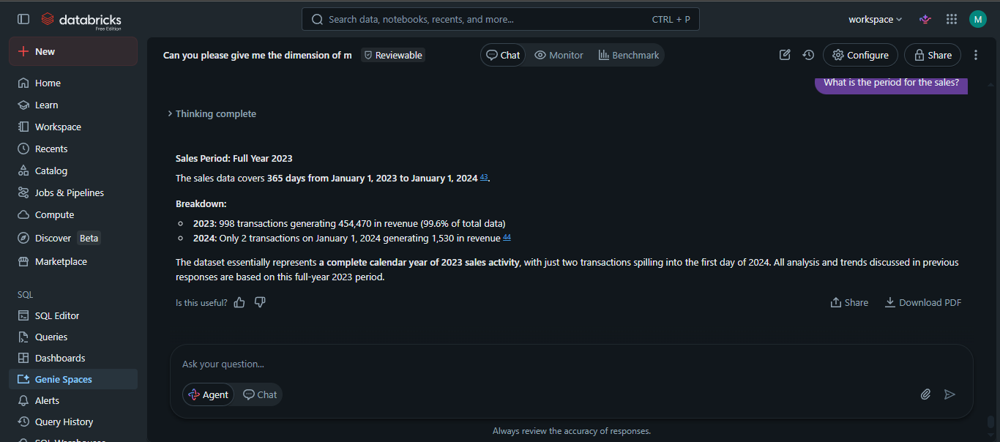 databricks
Free Edition
Search data, notebooks, recents, and more...
CTRL + P
workspace
M
New
Home
Learn
Workspace
Recents
Catalog
Jobs & Pipelines
Compute
Discover Beta
Marketplace
SQL
SQL Editor
Queries
Dashboards
Genie Spaces
Alerts
Query History
SQL Warehouses
Can you please give me the dimension of m
Reviewable
Chat
Monitor
Benchmark
Configure
Share
What is the period for the sales?
Thinking complete
Sales Period: Full Year 2023
The sales data covers 365 days from January 1, 2023 to January 1, 2024 43.
Breakdown:
2023: 998 transactions generating 454,470 in revenue (99.6% of total data)
2024: Only 2 transactions on January 1, 2024 generating 1,530 in revenue 44
The dataset essentially represents a complete calendar year of 2023 sales activity, with just two transactions spilling into the first day of 2024. All analysis and trends discussed in previous
responses are based on this full-year 2023 period.
Is this useful?
Share
Download PDF
Ask your question...
Agent
Chat
Always review the accuracy of responses.